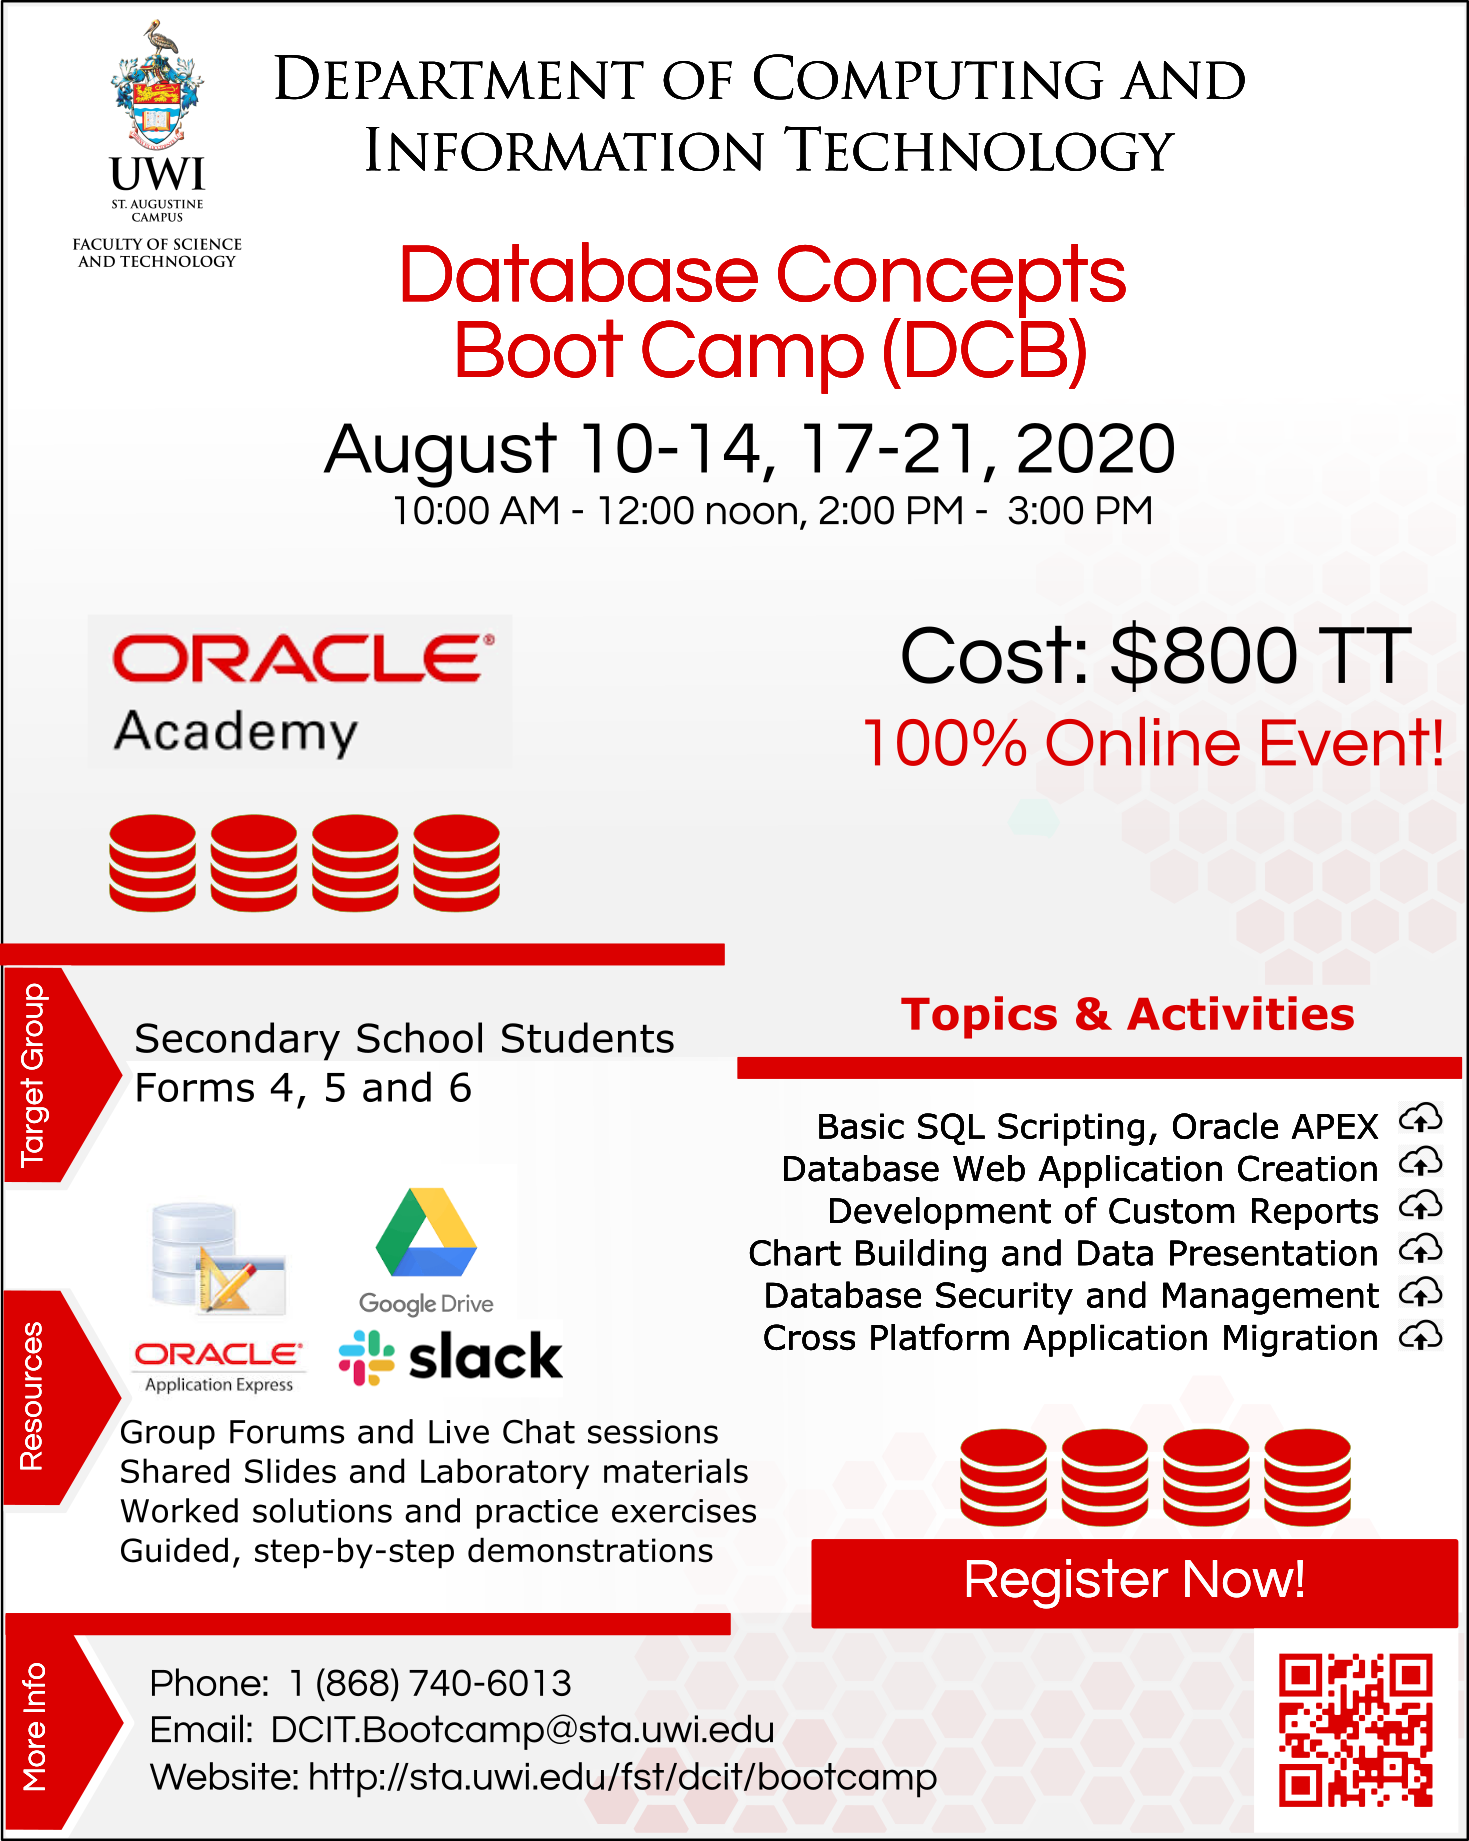 UWI
ST. AUGUSTINE
CAMPUS
FACULTY OF SCIENCE
AND TECHNOLOGY
DEPARTMENT OF COMPUTING AND
INFORMATION TECHNOLOGY
Database Concepts
Boot Camp (DCB)
August 10-14, 17-21, 2020
10:00 AM - 12:00 noon, 2:00 PM - 3:00 PM
ORACLE®
Academy
Cost: $800 TT
100% Online Event!
Target Group
Secondary School Students
Forms 4, 5 and 6
Topics & Activities
Basic SQL Scripting, Oracle APEX
Database Web Application Creation
Development of Custom Reports
Chart Building and Data Presentation
Database Security and Management
Cross Platform Application Migration
Resources
ORACLE®
Application Express
Google Drive
slack
Group Forums and Live Chat sessions
Shared Slides and Laboratory materials
Worked solutions and practice exercises
Guided, step-by-step demonstrations
Register Now!
More Info
Phone: 1 (868) 740-6013
Email: DCIT.Bootcamp@sta.uwi.edu
Website: http://sta.uwi.edu/fst/dcit/bootcamp